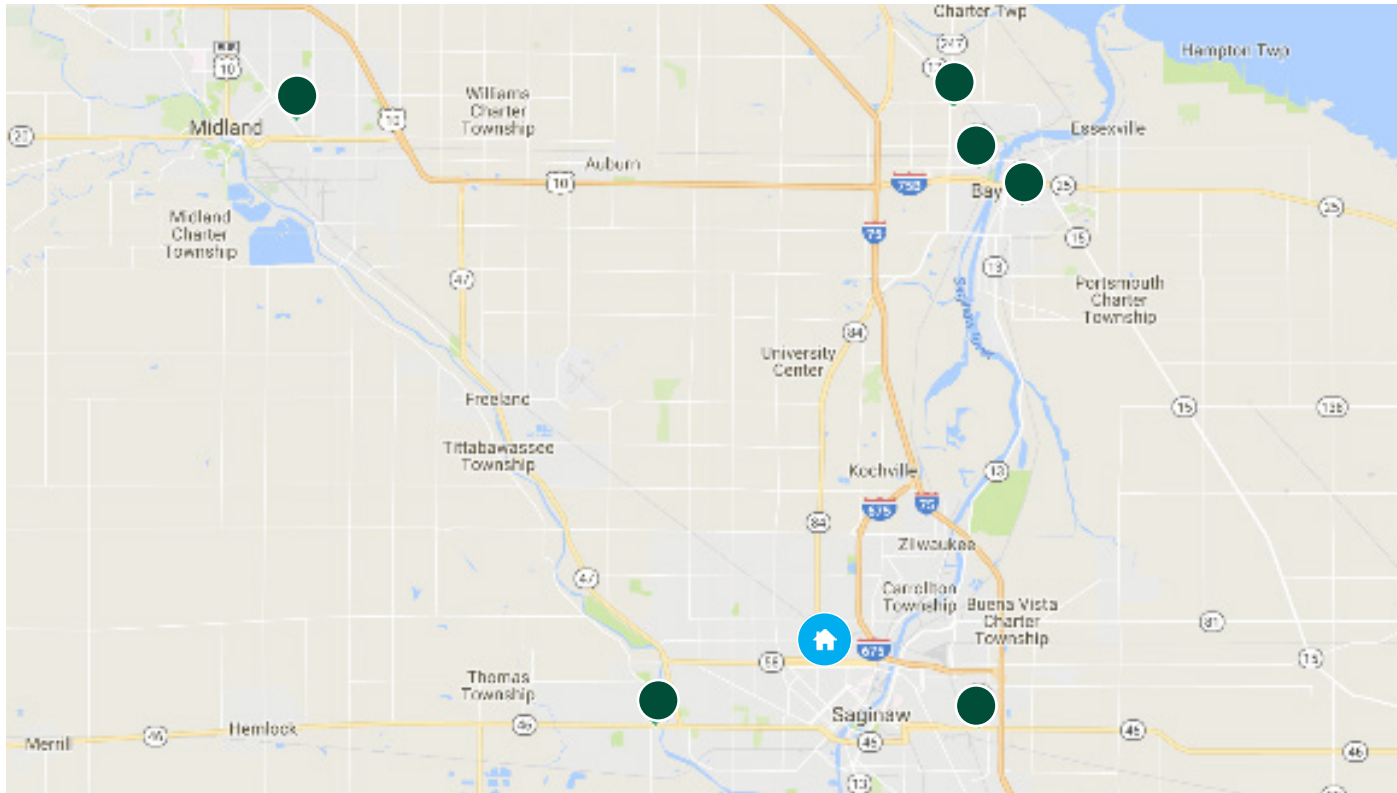 Charter Twp
247
Hampton Twp
10
Williams
Charter
Township
10
Midland
20
Essexville
Auburn
10
75B
Bay
25
25
Midland
Charter
Township
75
15
47
13
Portsmouth
Charter
Township
84
University
Center
Freeland
15
138
Tittabawassee
Township
Kochville
13
675
75
84
Zilwaukee
47
Carrollton
Township
Buena Vista
Charter
Township
81
675
58
15
Thomas
Township
Saginaw
46
Hemlock
46
Merrill
46
46
46
13